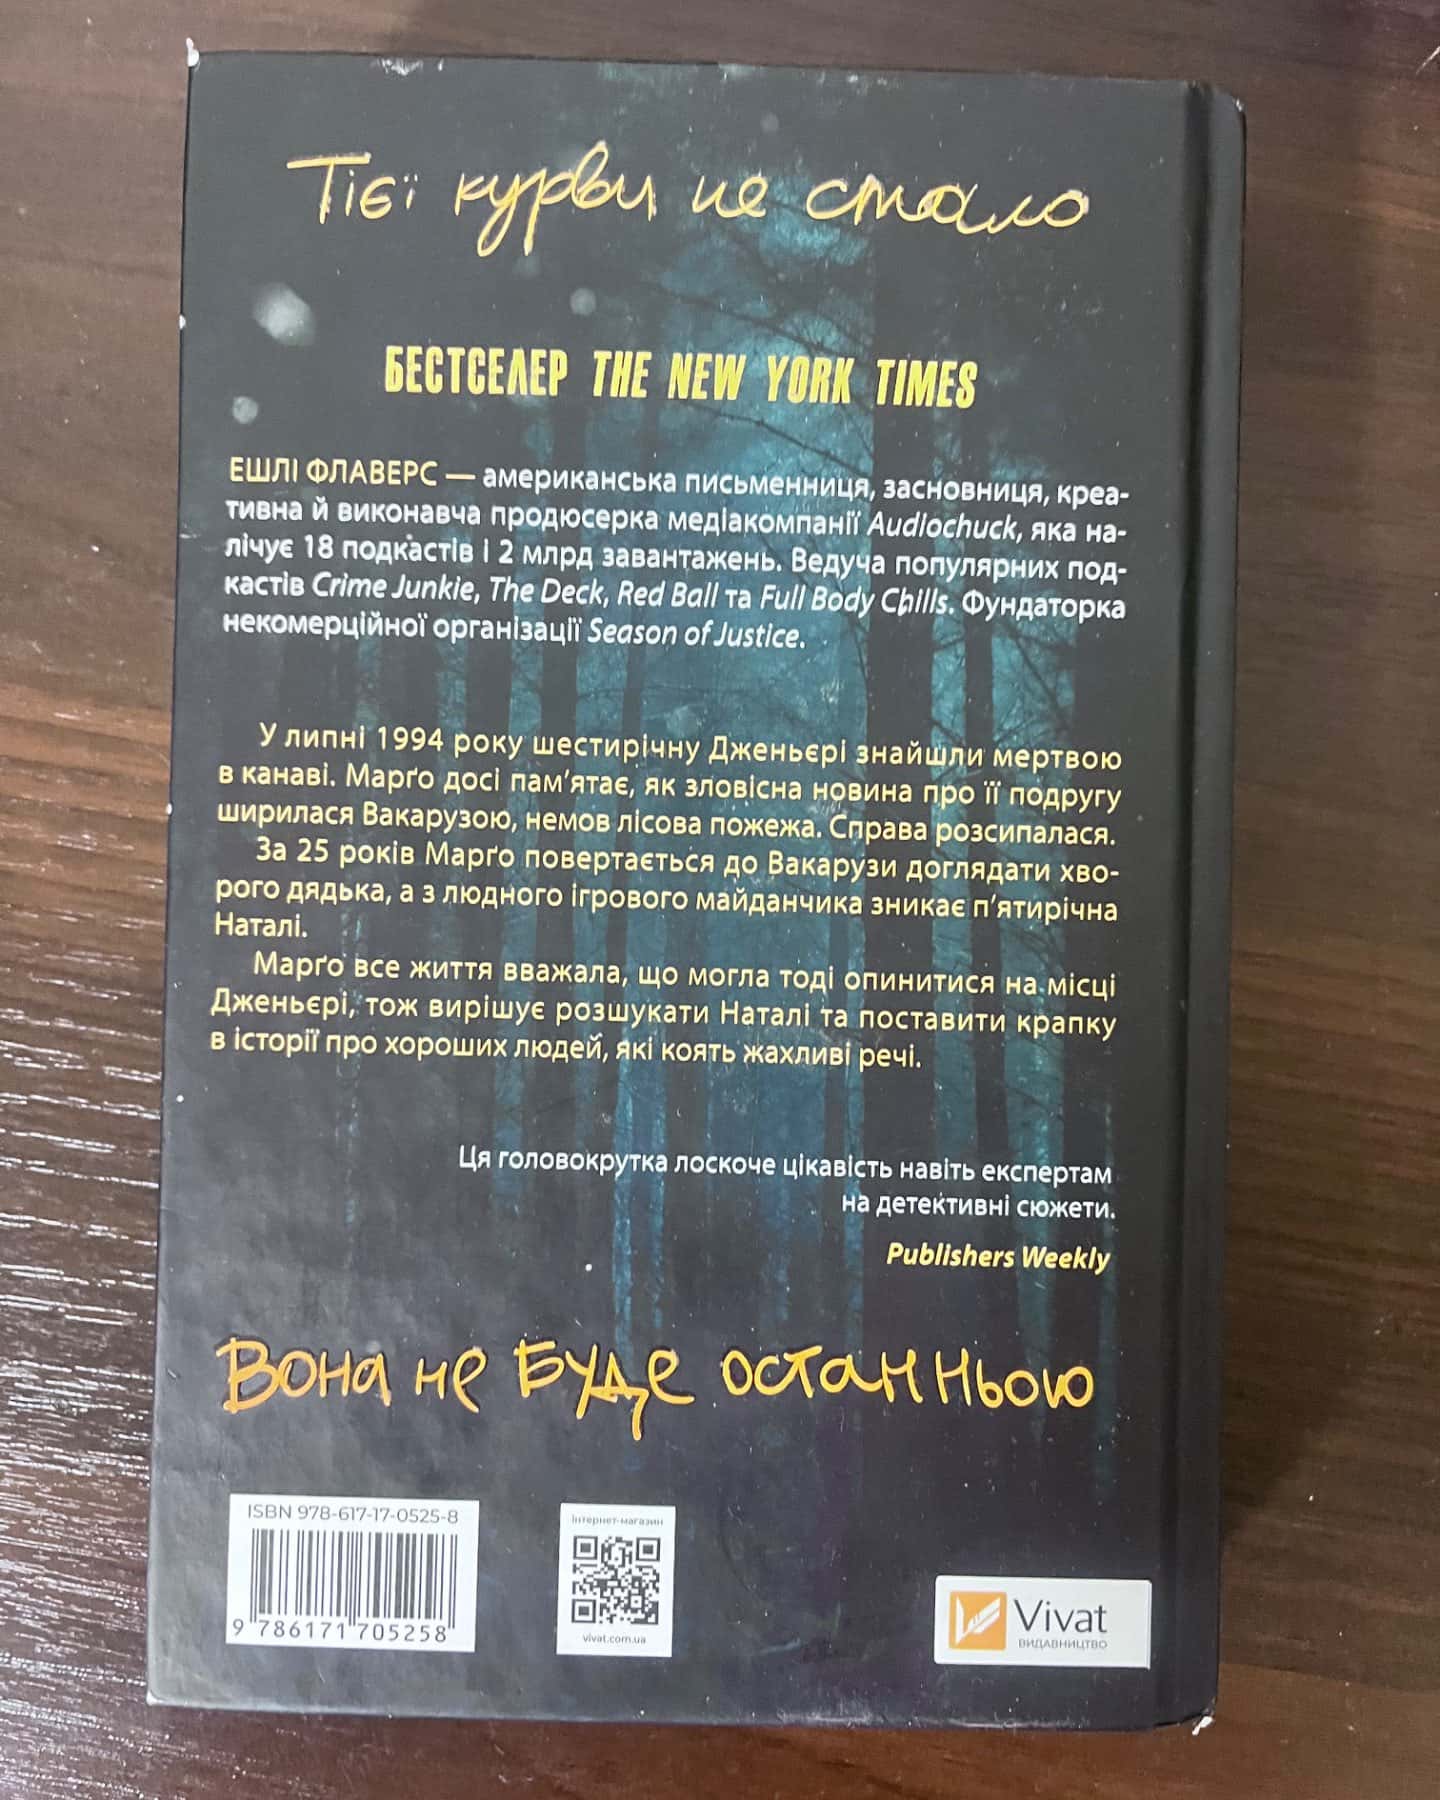 Тієї курви не стало
БЕСТСЕЛЕР THE NEW YORK TIMES
ЕШЛІ ФЛАВЕРС — американська письменниця, засновниця, креа-
тивна й виконавча продюсерка медіакомпанії Audiochuck, яка на-
лічує 18 подкастів і 2 млрд завантажень. Ведуча популярних под-
кастів Crime Junkie, The Deck, Red Ball та Full Body Chills. Фундаторка
некомерційної організації Season of Justice.
У липні 1994 року шестирічну Дженьєрі знайшли мертвою
в канаві. Марґо досі пам’ятає, як зловісна новина про її подругу
ширилася Вакарузою, немов лісова пожежа. Справа розсипалася.
За 25 років Марґо повертається до Вакарузи доглядати хво-
рого дядька, а з людного ігрового майданчика зникає п’ятирічна
Наталі.
Марґо все життя вважала, що могла тоді опинитися на місці
Дженьєрі, тож вирішує розшукати Наталі та поставити крапку
в історії про хороших людей, які коять жахливі речі.
Ця головокрутка лоскоче цікавість навіть експертам
на детективні сюжети.
Publishers Weekly
Вона не буде останньою
ISBN 978-617-17-0525-8
9 786171 705258
інтернет-магазин
vivat.com.ua
Vivat
ВИДАВНИЦТВО